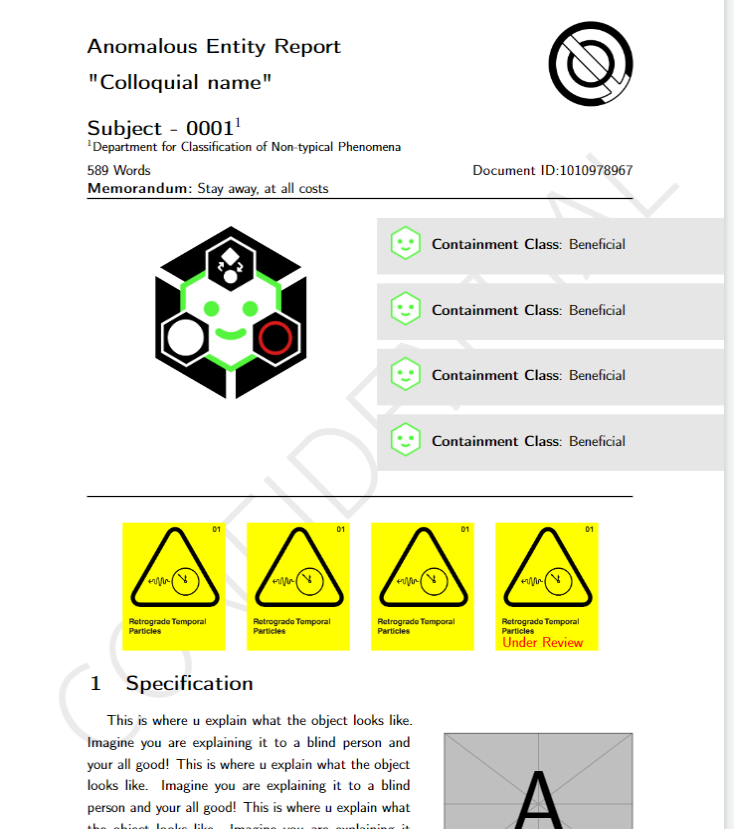 Anomalous Entity Report
"Colloquial name"
Subject - 0001¹
¹Department for Classification of Non-typical Phenomena
589 Words
Document ID:1010978967
Memorandum: Stay away, at all costs
Containment Class: Beneficial
Containment Class: Beneficial
Containment Class: Beneficial
Containment Class: Beneficial
CONFIDENTIAL
01
Retrograde Temporal
Particles
01
Retrograde Temporal
Particles
01
Retrograde Temporal
Particles
01
Retrograde Temporal
Particles
Under Review
1 Specification
This is where u explain what the object looks like.
Imagine you are explaining it to a blind person and
your all good! This is where u explain what the object
looks like. Imagine you are explaining it to a blind
person and your all good! This is where u explain what
the object looks like. Imagine you are explaining it
A